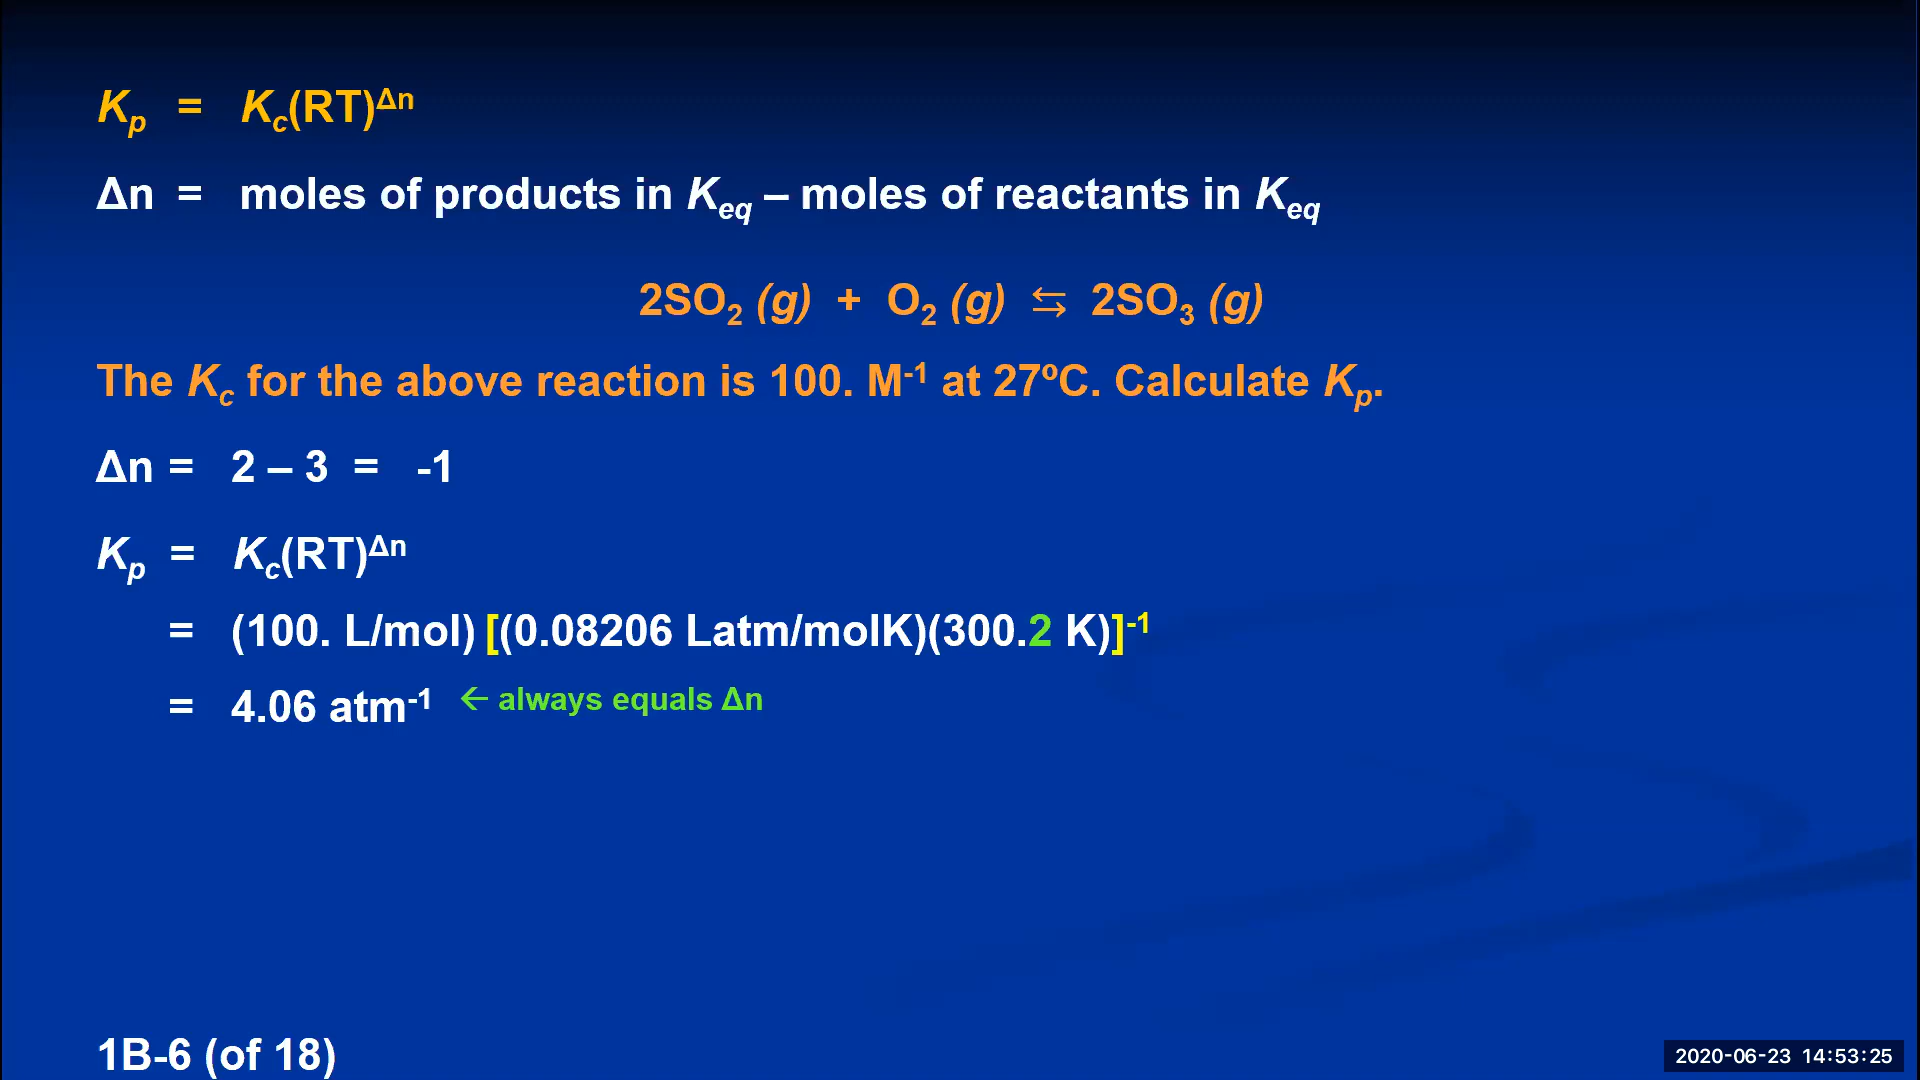 Kp = Kc(RT)^Δn
Δn = moles of products in Keq – moles of reactants in Keq
2SO₂ (g) + O₂ (g) ⇆ 2SO₃ (g)
The Kc for the above reaction is 100. M⁻¹ at 27ºC. Calculate Kp.
Δn = 2 – 3 = -1
Kp = Kc(RT)^Δn
= (100. L/mol) [(0.08206 Latm/molK)(300.2 K)]⁻¹
= 4.06 atm⁻¹ ← always equals Δn
1B-6 (of 18)
2020-06-23 14:53:25